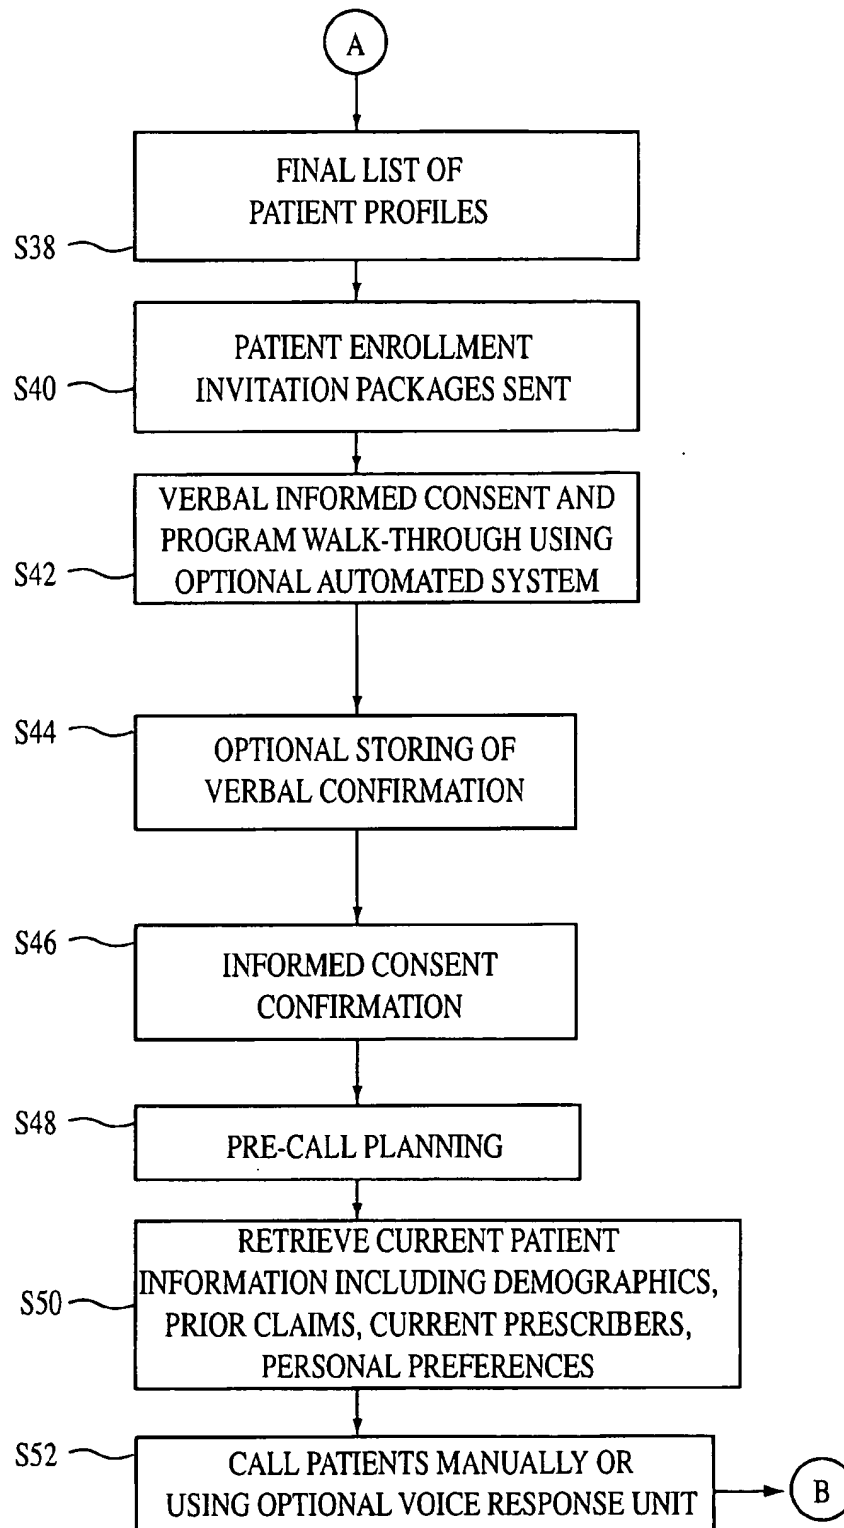 A
FINAL LIST OF
PATIENT PROFILES
S38
PATIENT ENROLLMENT
INVITATION PACKAGES SENT
S40
VERBAL INFORMED CONSENT AND
PROGRAM WALK-THROUGH USING
OPTIONAL AUTOMATED SYSTEM
S42
S44
OPTIONAL STORING OF
VERBAL CONFIRMATION
S46
INFORMED CONSENT
CONFIRMATION
S48
PRE-CALL PLANNING
RETRIEVE CURRENT PATIENT
INFORMATION INCLUDING DEMOGRAPHICS,
S50
PRIOR CLAIMS, CURRENT PRESCRIBERS,
PERSONAL PREFERENCES
S52
CALL PATIENTS MANUALLY OR
USING OPTIONAL VOICE RESPONSE UNIT
B